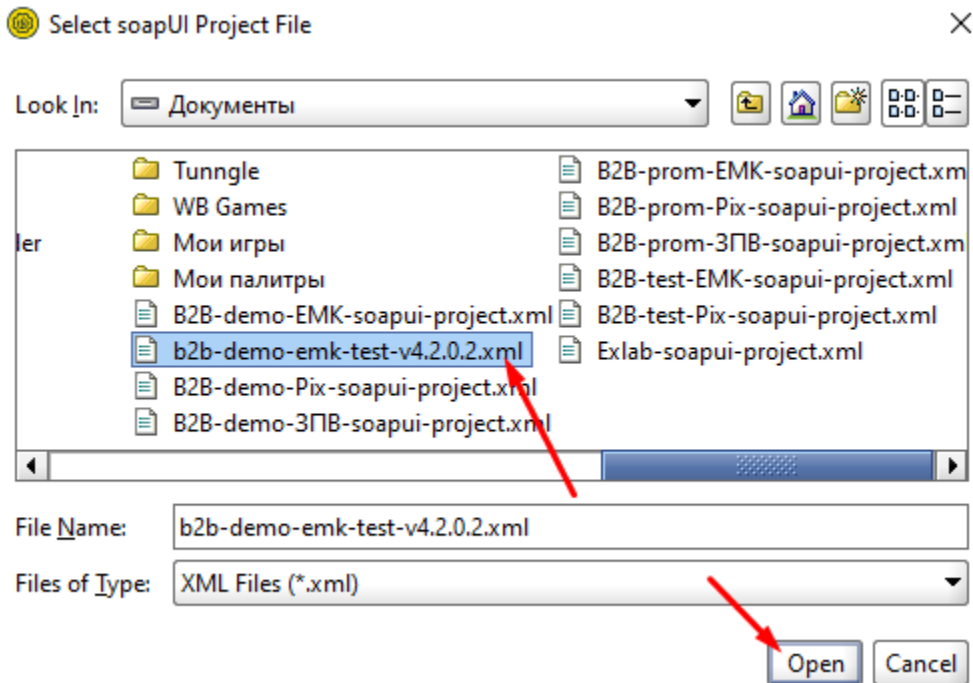 Select soapUI Project File
Look In:
Документы
Tunngle
WB Games
ler
Мои игры
Мои палитры
B2B-demo-EMK-soapui-project.xml
b2b-demo-emk-test-v4.2.0.2.xml
B2B-demo-Pix-soapui-project.xml
B2B-demo-ЗПВ-soapui-project.xml
B2B-prom-EMK-soapui-project.xm
B2B-prom-Pix-soapui-project.xml
B2B-prom-ЗПВ-soapui-project.xm
B2B-test-EMK-soapui-project.xml
B2B-test-Pix-soapui-project.xml
Exlab-soapui-project.xml
File Name:
b2b-demo-emk-test-v4.2.0.2.xml
Files of Type:
XML Files (*.xml)
Open
Cancel